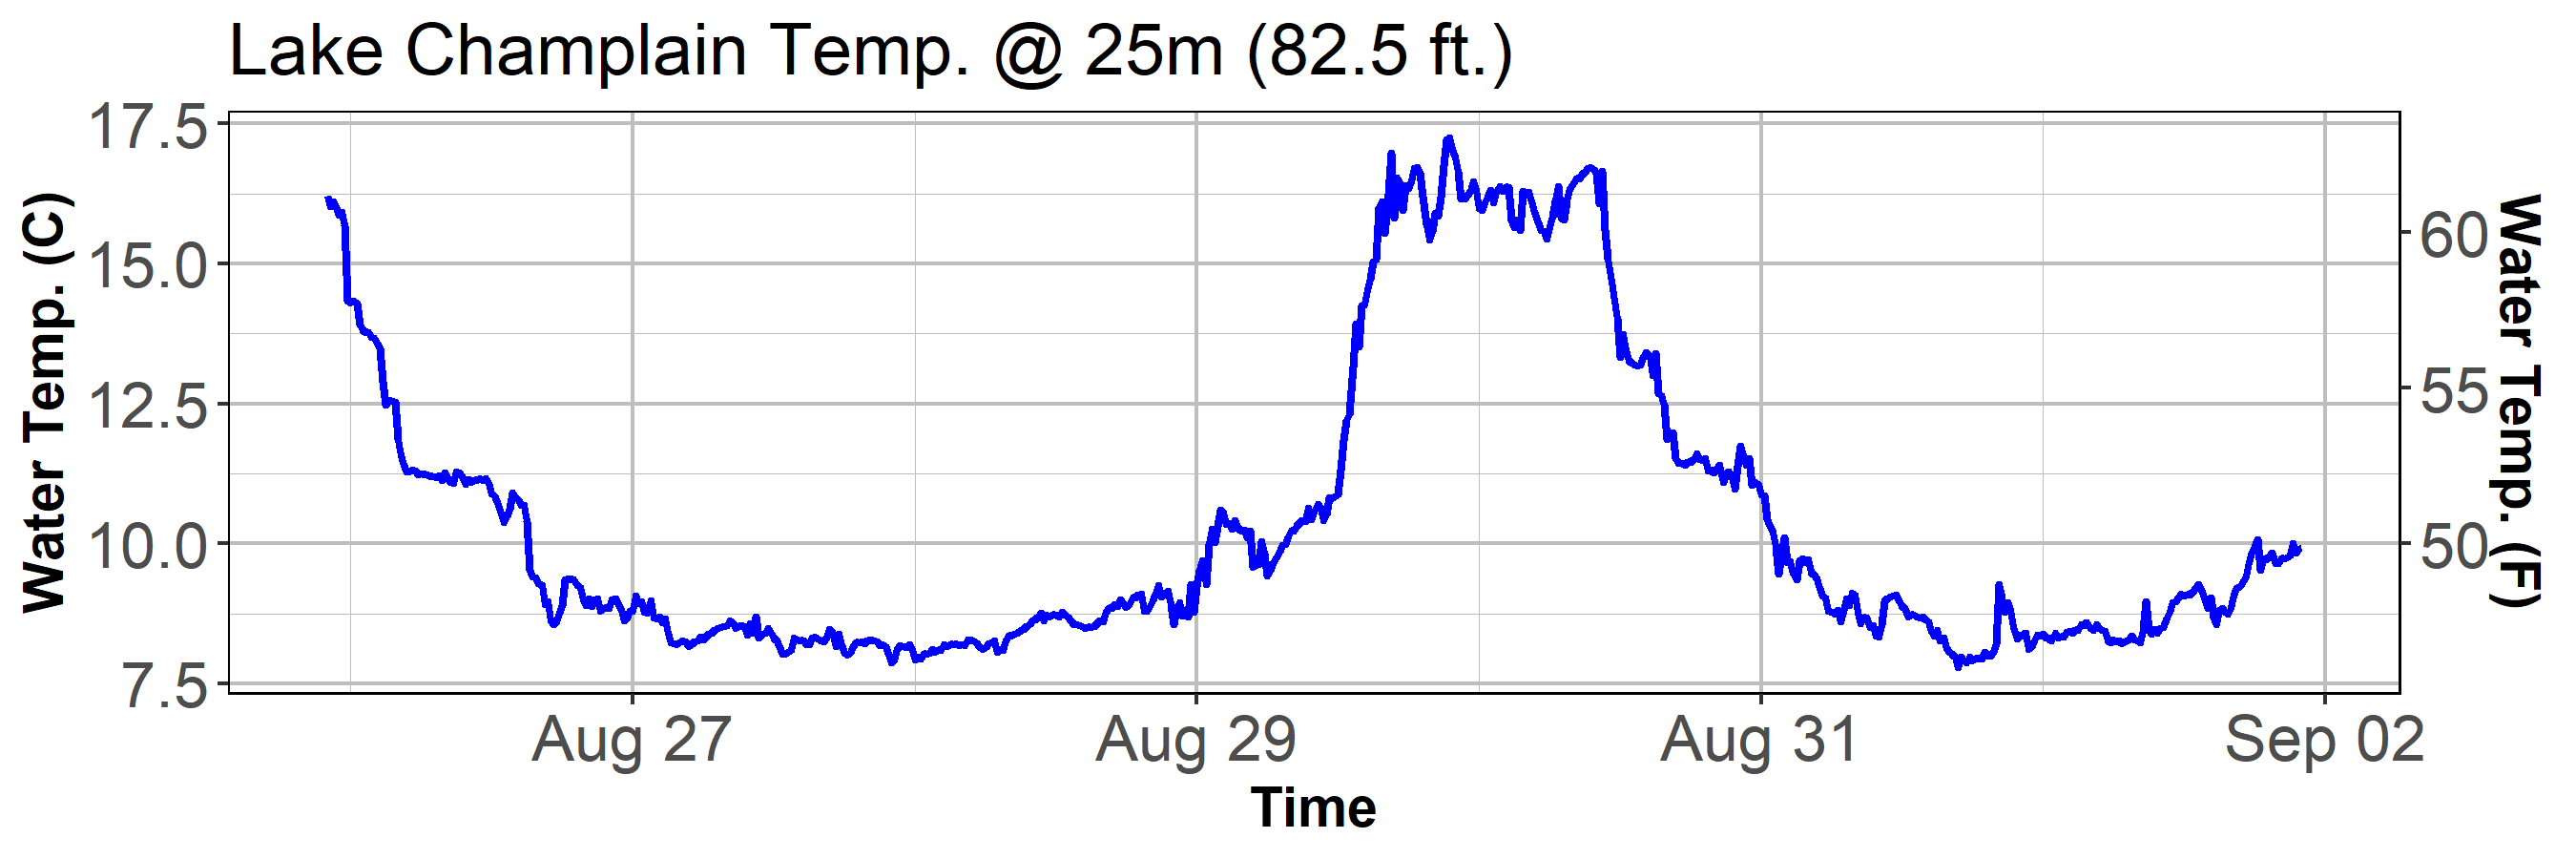 Lake Champlain Temp. @ 25m (82.5 ft.)
Water Temp. (C)
17.5
15.0
12.5
10.0
7.5
60
55
50
Water Temp. (F)
Aug 27
Aug 29
Aug 31
Sep 02
Time